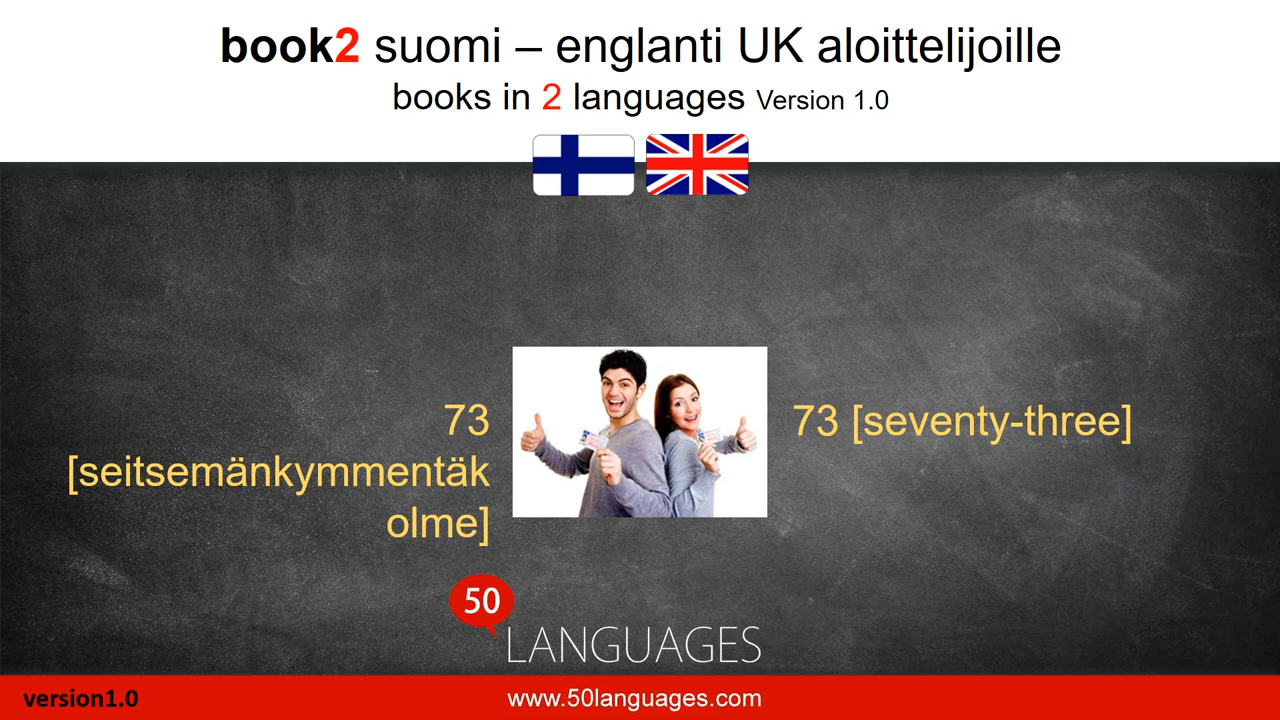 book2 suomi – englanti UK aloittelijoille
books in 2 languages Version 1.0
73
[seitsemänkymmentäk
olme]
73 [seventy-three]
50
LANGUAGES
version1.0
www.50languages.com